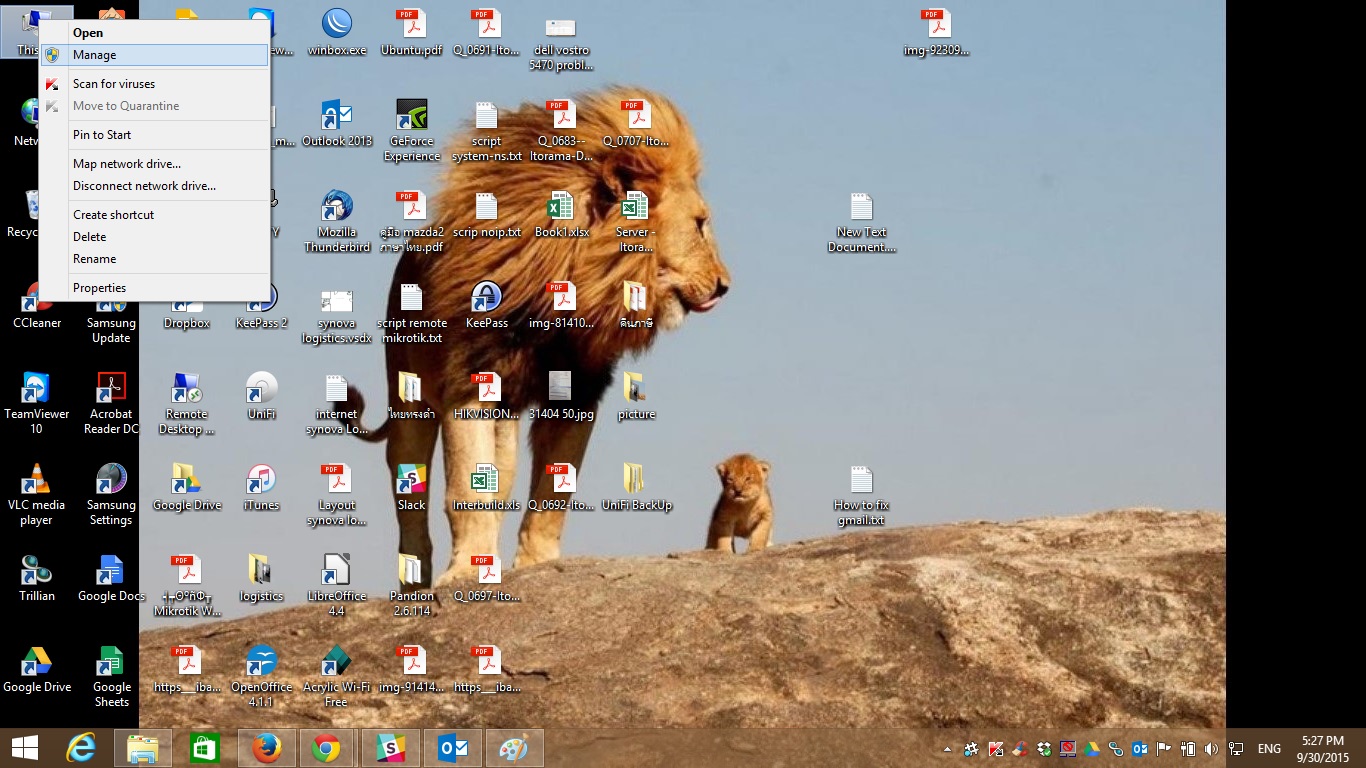 This
Open
Manage
Scan for viruses
Move to Quarantine
Pin to Start
Map network drive...
Disconnect network drive...
Create shortcut
Delete
Rename
Properties
winbox.exe
Ubuntu.pdf
Q_0691-Ito...
dell vostro
5470 probl...
img-92309...
Outlook 2013
GeForce
Experience
script
system-ns.txt
Q_0683--
Itorama-D...
Q_0707-Ito...
Mozilla
Thunderbird
คู่มือ mazda2
ภาษาไทย.pdf
scrip noip.txt
Book1.xlsx
Server -
Itora...
New Text
Document....
CCleaner
Samsung
Update
Dropbox
KeePass 2
synova
logistics.vsdx
script remote
mikrotik.txt
KeePass
img-81410...
คืนภาษี
TeamViewer
10
Acrobat
Reader DC
Remote
Desktop ...
UniFi
internet
synova Lo...
ไทยทรงดำ
HIKVISION...
31404 50.jpg
picture
VLC media
player
Samsung
Settings
Google Drive
iTunes
Layout
synova lo...
Slack
Interbuild.xls
Q_0692-Ito...
UniFi BackUp
How to fix
gmail.txt
Trillian
Google Docs
Mikrotik W...
logistics
LibreOffice
4.4
Pandion
2.6.114
Q_0697-Ito...
Google Drive
Google
Sheets
https__iba...
OpenOffice
4.1.1
Acrylic Wi-Fi
Free
img-91414...
https__iba...
ENG
5:27 PM
9/30/2015